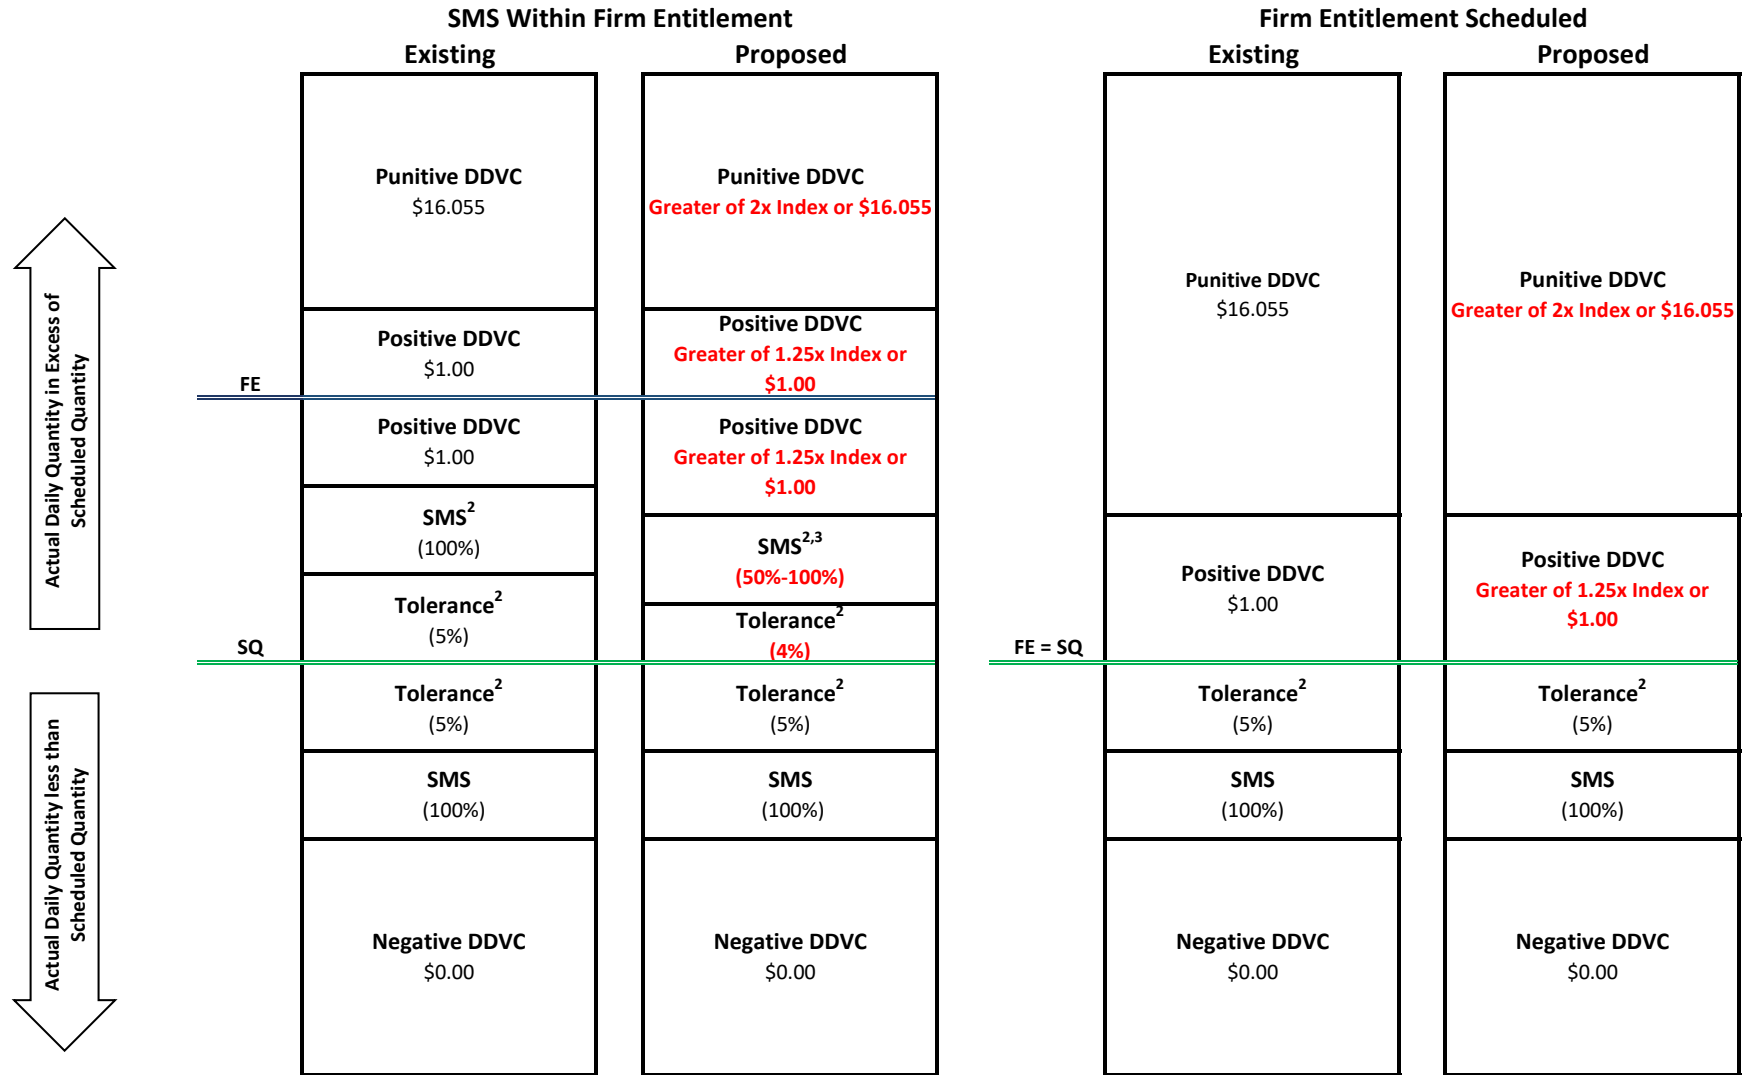 SMS Within Firm Entitlement
Existing
Proposed
Punitive DDVC
$16.055
Positive DDVC
$1.00
Positive DDVC
$1.00
SMS2
(100%)
Tolerance2
(5%)
Tolerance2
(5%)
SMS
(100%)
Negative DDVC
$0.00
Punitive DDVC
Greater of 2x Index or $16.055
Positive DDVC
Greater of 1.25x Index or
$1.00
Positive DDVC
Greater of 1.25x Index or
$1.00
SMS2,3
(50%-100%)
Tolerance2
(4%)
Tolerance2
(5%)
SMS
(100%)
Negative DDVC
$0.00
FE
SQ
Actual Daily Quantity in Excess of
Scheduled Quantity
Actual Daily Quantity less than
Scheduled Quantity
Firm Entitlement Scheduled
Existing
Proposed
Punitive DDVC
$16.055
Positive DDVC
$1.00
Tolerance2
(5%)
SMS
(100%)
Negative DDVC
$0.00
Punitive DDVC
Greater of 2x Index or $16.055
Positive DDVC
Greater of 1.25x Index or
$1.00
Tolerance2
(5%)
SMS
(100%)
Negative DDVC
$0.00
FE = SQ